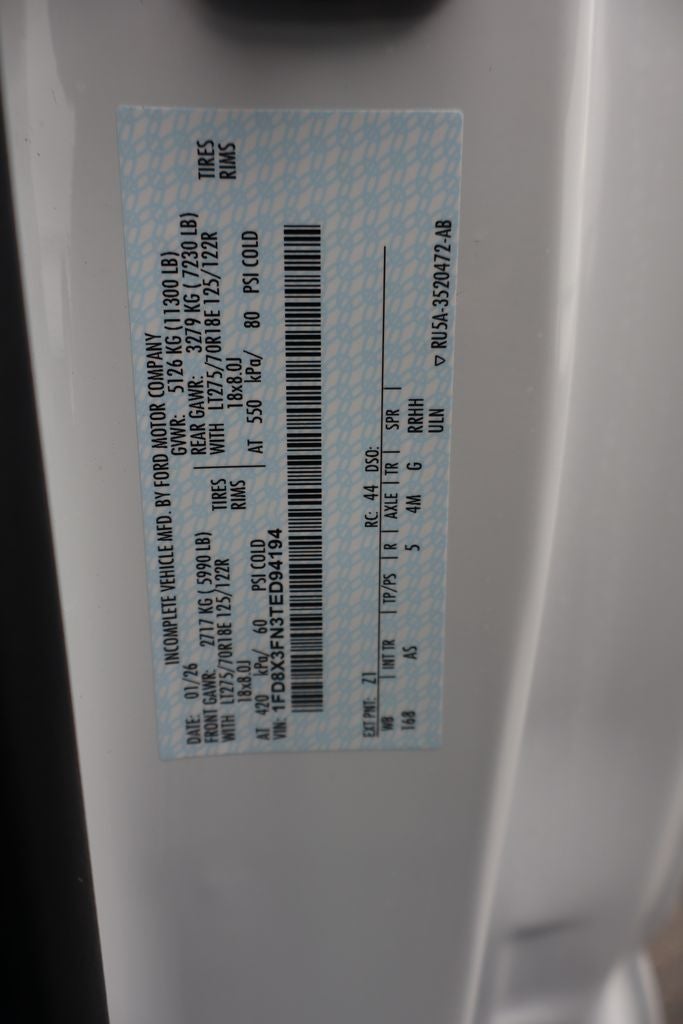 INCOMPLETE VEHICLE MFD. BY FORD MOTOR COMPANY
DATE: 01/26 GVWR: 5126 KG (11300 LB)
FRONT GAWR: 2717 KG ( 5990 LB) REAR GAWR: 3279 KG ( 7230 LB)
WITH LT275/70R18E 125/122R TIRES WITH LT275/70R18E 125/122R TIRES
18x8.0J RIMS 18x8.0J RIMS
AT 420 kPa/ 60 PSI COLD AT 550 kPa/ 80 PSI COLD
VIN: 1FD8X3FN3TED94194
EXT PNT: Z1 RC: 44 DSO:
WB INT TR TP/PS R AXLE TR SPR
168 AS 5 4M G RRHH
ULN
▽ RU5A-3520472-AB